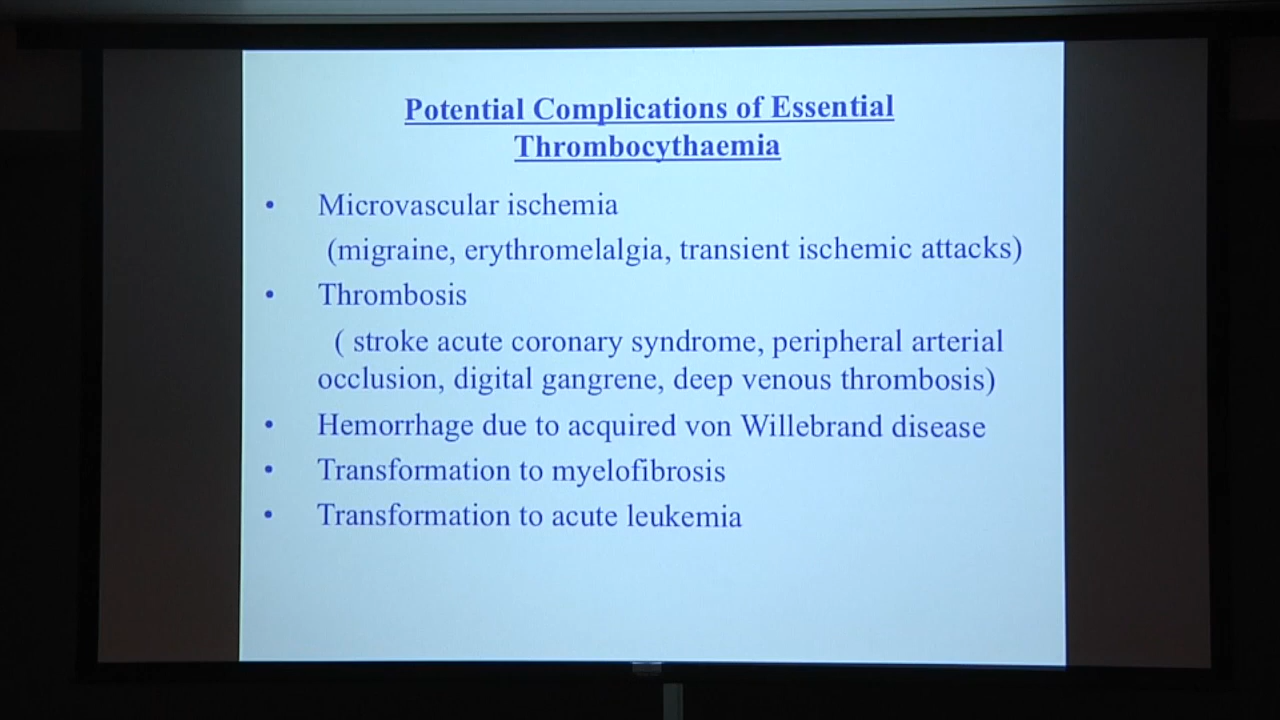 Potential Complications of Essential
Thrombocythaemia
• Microvascular ischemia
(migraine, erythromelalgia, transient ischemic attacks)
• Thrombosis
( stroke acute coronary syndrome, peripheral arterial
occlusion, digital gangrene, deep venous thrombosis)
• Hemorrhage due to acquired von Willebrand disease
• Transformation to myelofibrosis
• Transformation to acute leukemia